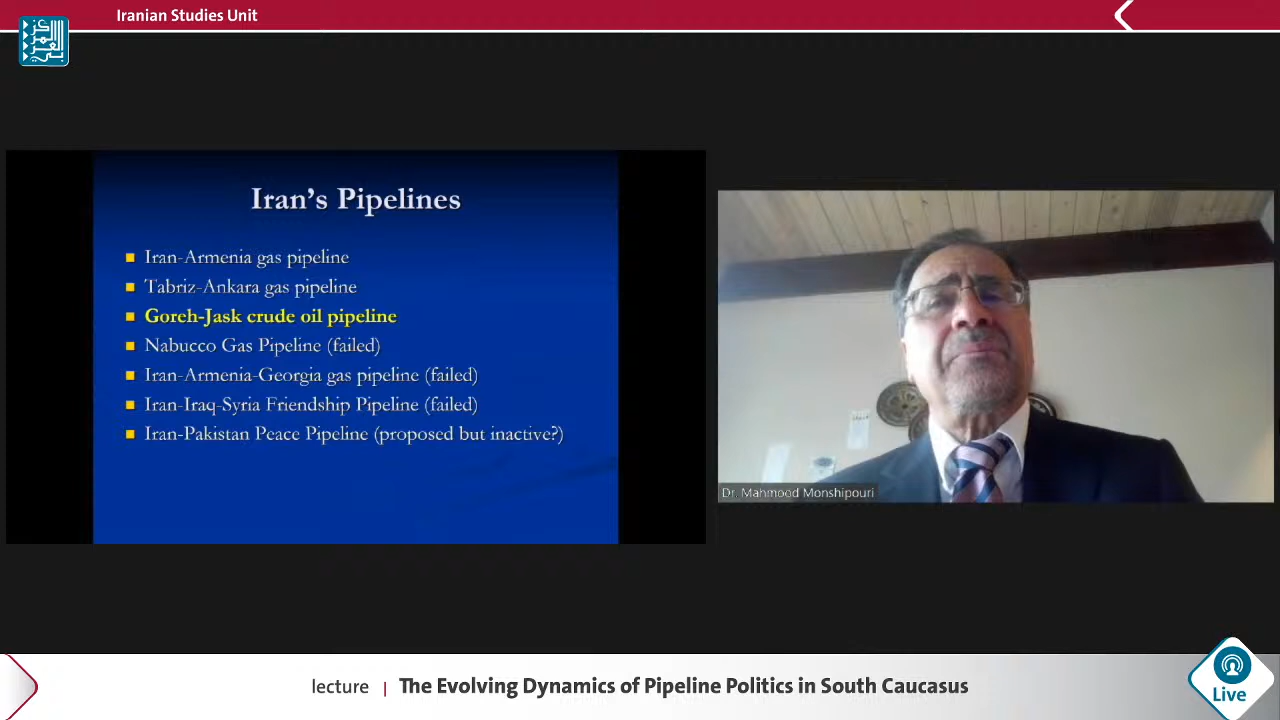 Iranian Studies Unit
Iran's Pipelines
Iran-Armenia gas pipeline
Tabriz-Ankara gas pipeline
Goreh-Jask crude oil pipeline
Nabucco Gas Pipeline (failed)
Iran-Armenia-Georgia gas pipeline (failed)
Iran-Iraq-Syria Friendship Pipeline (failed)
Iran-Pakistan Peace Pipeline (proposed but inactive?)
Dr. Mahmood Monshipouri
lecture | The Evolving Dynamics of Pipeline Politics in South Caucasus
Live